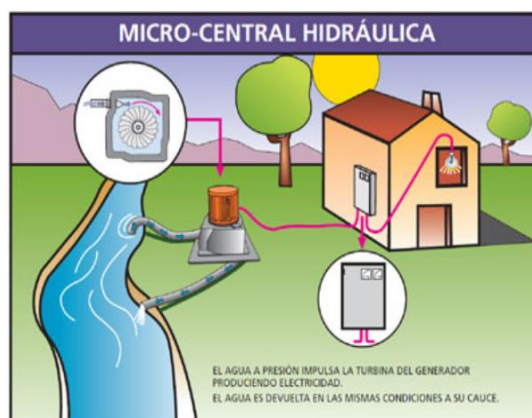 MICRO-CENTRAL HIDRÁULICA
EL AGUA A PRESIÓN IMPULSA LA TURBINA DEL GENERADOR
PRODUCIENDO ELECTRICIDAD.
EL AGUA ES DEVUELTA EN LAS MISMAS CONDICIONES A SU CAUCE.